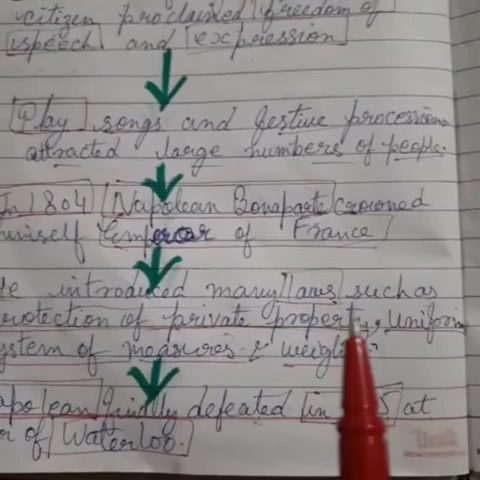 citizen proclaimed freedom of
speech and expression
Play songs and festive processions
attracted large numbers of people.
In 1804 Napolean Bonaparte crowned
himself Emperor of France
He introduced many laws such as
protection of private property, Uniform
system of measures & weights
Napolean finally defeated in at
of Waterloo.